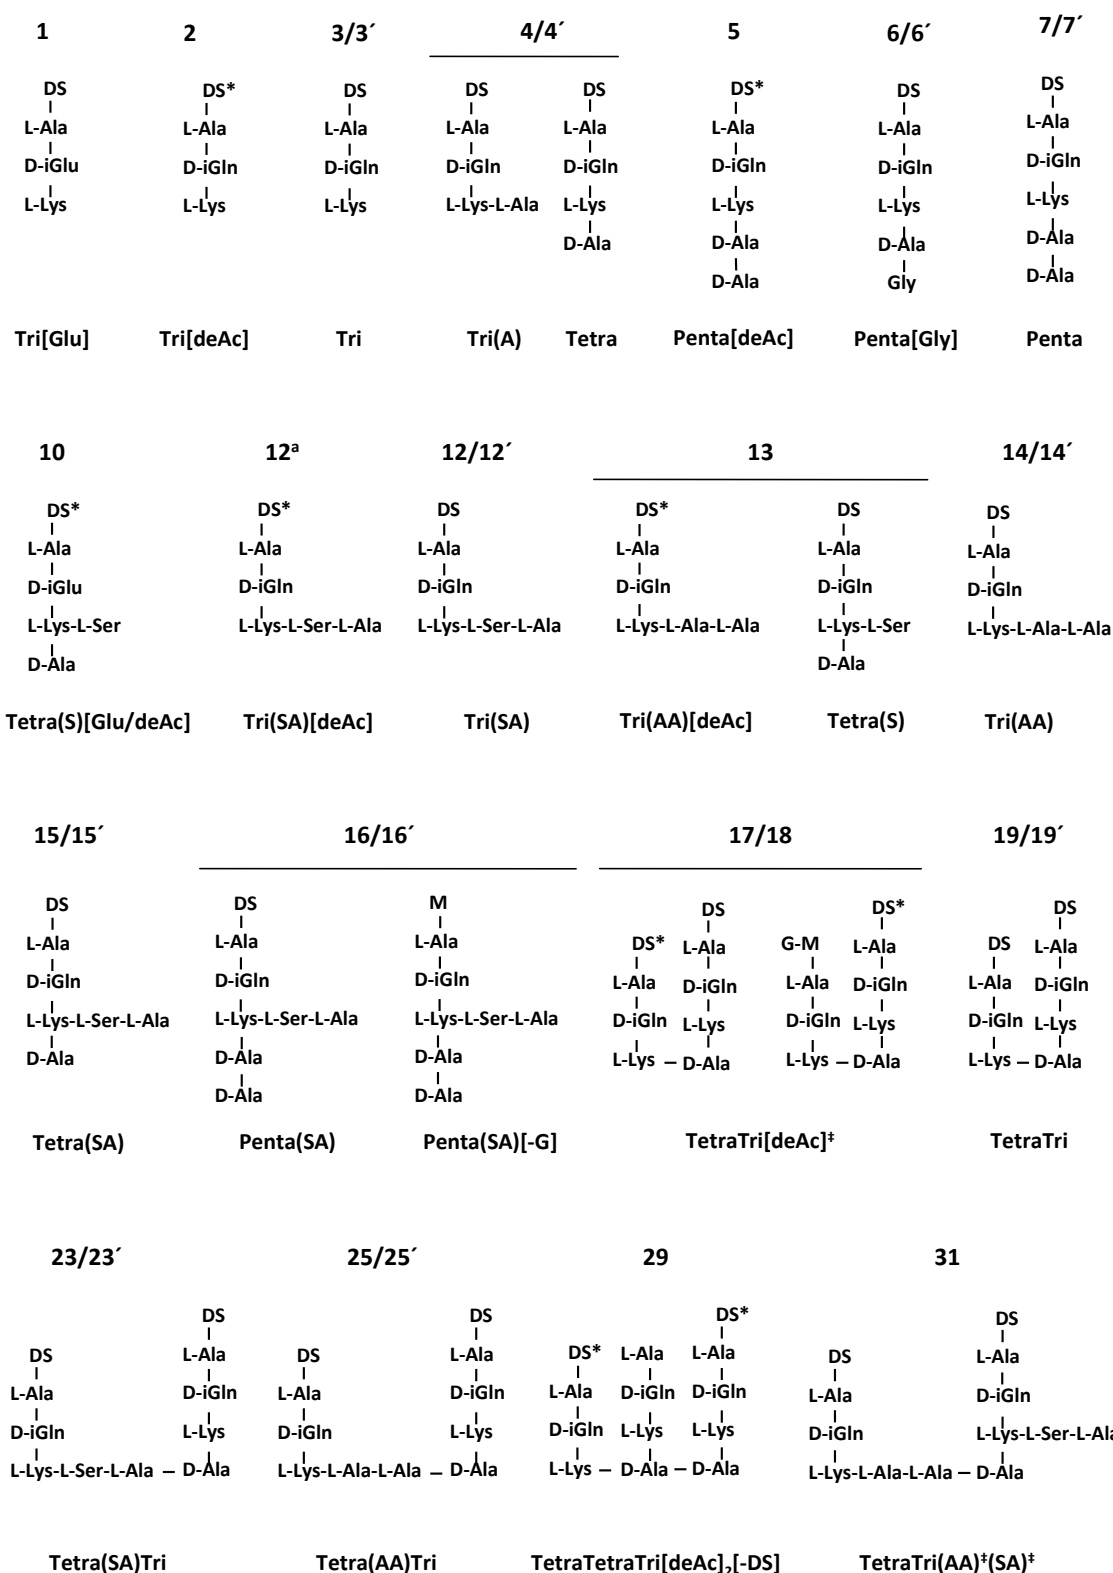 1 2 3/3´ 4/4´ 5 6/6´ 7/7´
DS DS* DS DS DS DS* DS DS
L-Ala L-Ala L-Ala L-Ala L-Ala L-Ala L-Ala L-Ala
D-iGlu D-iGln D-iGln D-iGln D-iGln D-iGln D-iGln D-iGln
L-Lys L-Lys L-Lys L-Lys-L-Ala L-Lys L-Lys L-Lys L-Lys
D-Ala D-Ala D-Ala D-Ala
D-Ala Gly D-Ala
Tri[Glu] Tri[deAc] Tri Tri(A) Tetra Penta[deAc] Penta[Gly] Penta
10 12ª 12/12´ 13 14/14´
DS* DS* DS DS* DS DS
L-Ala L-Ala L-Ala L-Ala L-Ala L-Ala
D-iGlu D-iGln D-iGln D-iGln D-iGln D-iGln
L-Lys-L-Ser L-Lys-L-Ser-L-Ala L-Lys-L-Ser-L-Ala L-Lys-L-Ala-L-Ala L-Lys-L-Ser L-Lys-L-Ala-L-Ala
D-Ala D-Ala
Tetra(S)[Glu/deAc] Tri(SA)[deAc] Tri(SA) Tri(AA)[deAc] Tetra(S) Tri(AA)
15/15´ 16/16´ 17/18 19/19´
DS DS M DS DS* DS
L-Ala L-Ala L-Ala DS* L-Ala G-M L-Ala DS L-Ala
D-iGln D-iGln D-iGln L-Ala D-iGln L-Ala D-iGln L-Ala D-iGln
L-Lys-L-Ser-L-Ala L-Lys-L-Ser-L-Ala L-Lys-L-Ser-L-Ala D-iGln L-Lys D-iGln L-Lys D-iGln L-Lys
D-Ala D-Ala D-Ala L-Lys – D-Ala L-Lys – D-Ala L-Lys – D-Ala
D-Ala D-Ala
Tetra(SA) Penta(SA) Penta(SA)[-G] TetraTri[deAc]‡ TetraTri
23/23´ 25/25´ 29 31
DS DS DS* DS
DS L-Ala DS L-Ala DS* L-Ala L-Ala DS L-Ala
L-Ala D-iGln L-Ala D-iGln L-Ala D-iGln D-iGln L-Ala D-iGln
D-iGln L-Lys D-iGln L-Lys D-iGln L-Lys L-Lys D-iGln L-Lys-L-Ser-L-Ala
L-Lys-L-Ser-L-Ala – D-Ala L-Lys-L-Ala-L-Ala – D-Ala L-Lys – D-Ala – D-Ala L-Lys-L-Ala-L-Ala – D-Ala
Tetra(SA)Tri Tetra(AA)Tri TetraTetraTri[deAc]₂[-DS] TetraTri(AA)‡(SA)‡